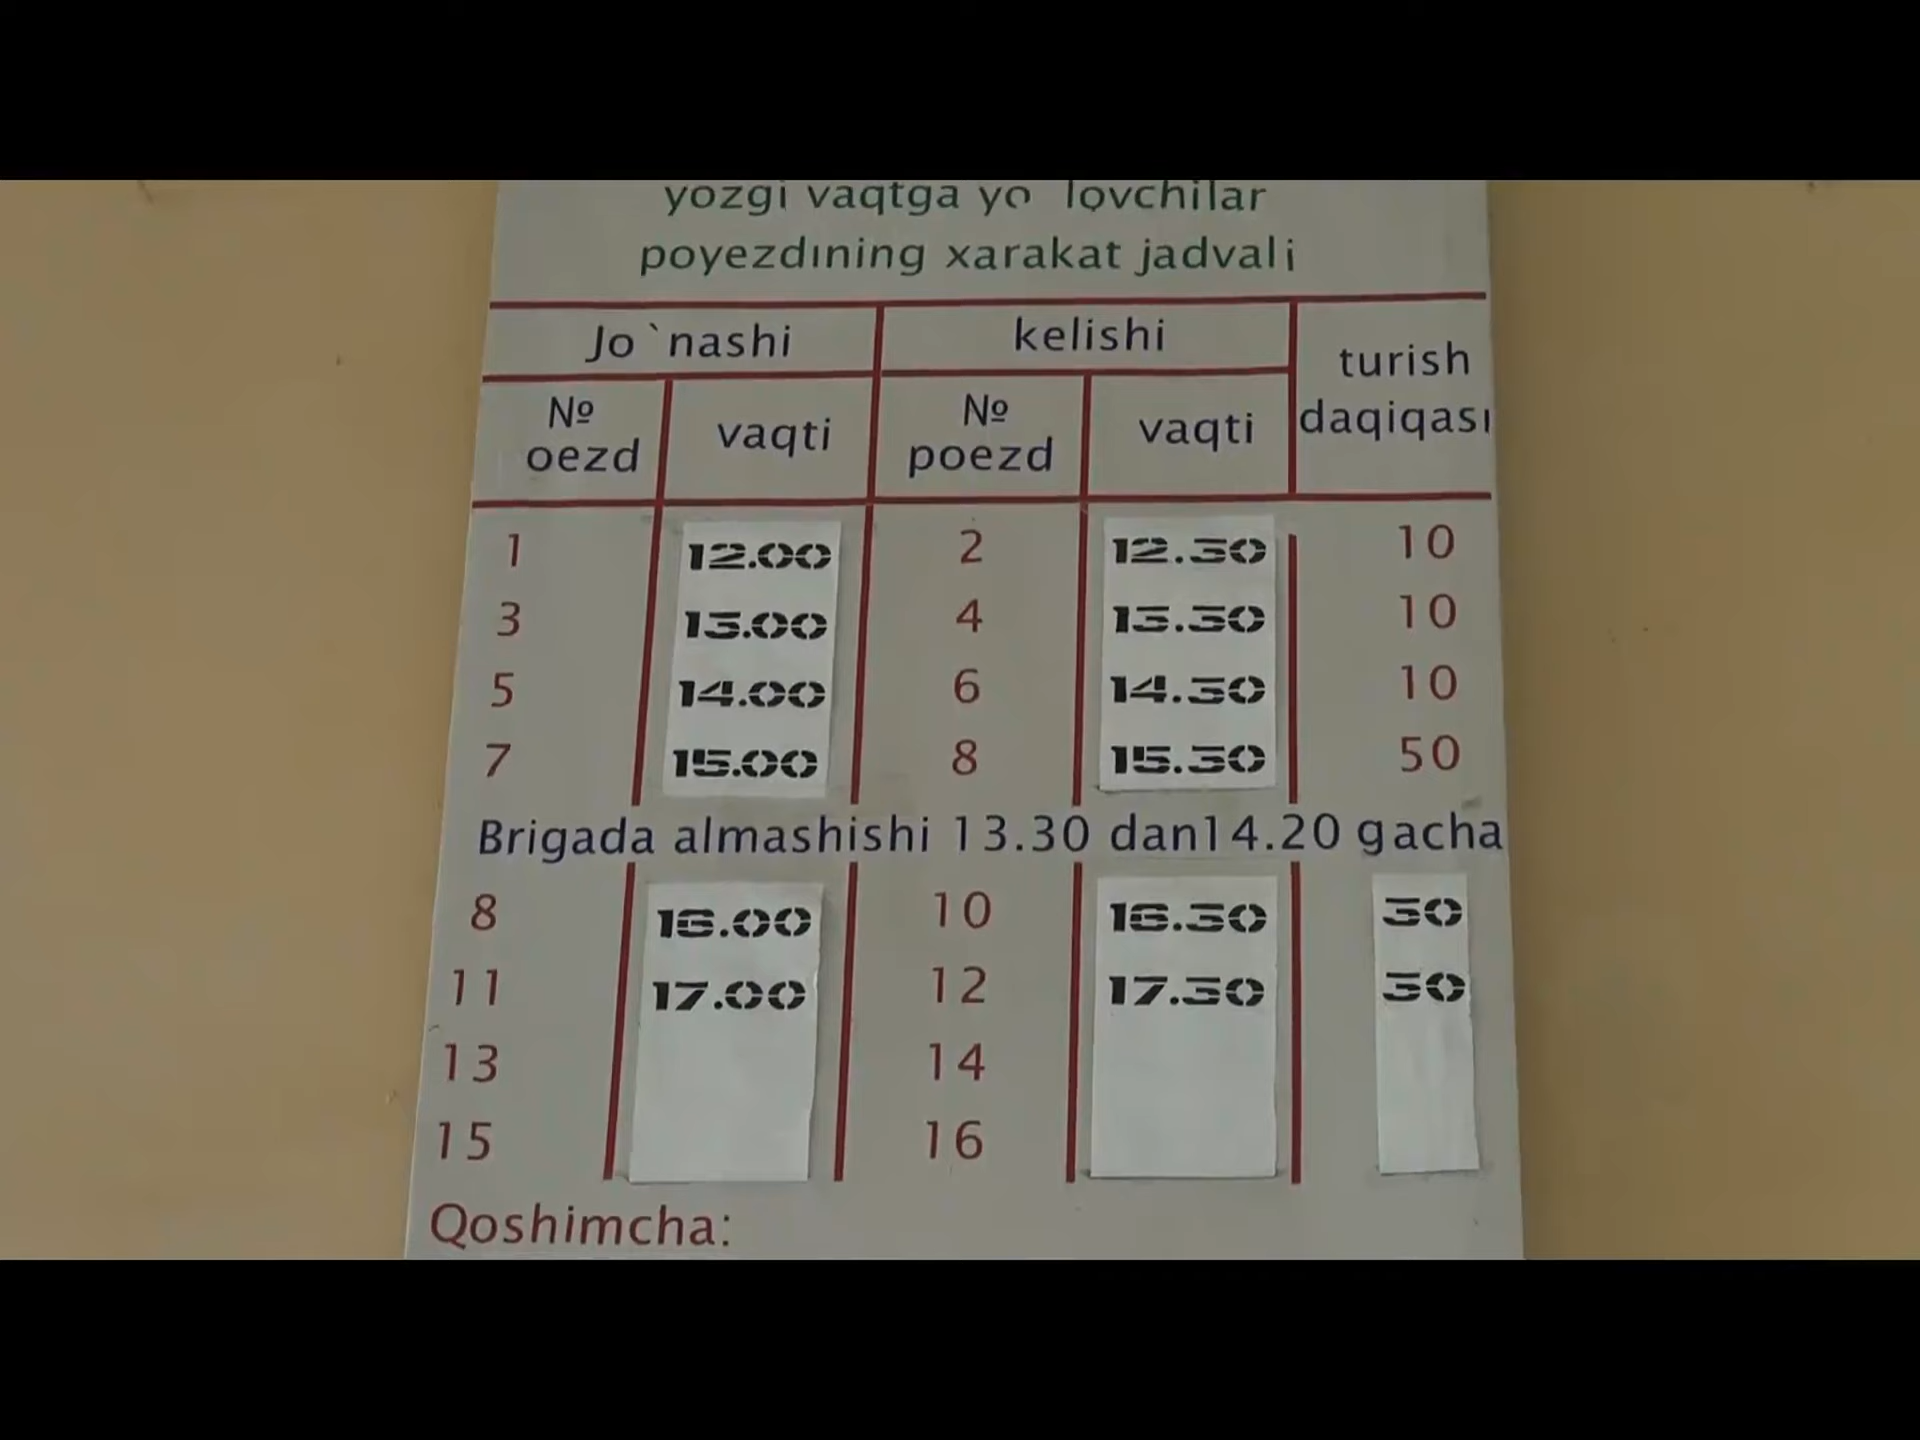 yozgi vaqtga yo lovchilar
poyezdining xarakat jadvali
Jo`nashi kelishi turish daqiqasi
№ oezd vaqti № poezd vaqti
1 12.00 2 12.30 10
3 13.00 4 13.30 10
5 14.00 6 14.30 10
7 15.00 8 15.30 50
Brigada almashishi 13.30 dan14.20 gacha
8 16.00 10 16.30 30
11 17.00 12 17.30 30
13 14
15 16
Qoshimcha: